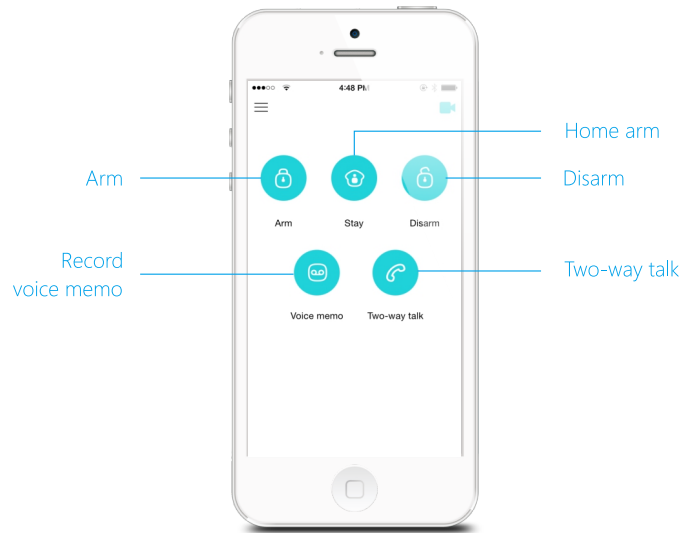 4:48 PM
Home arm
Arm
Disarm
Arm Stay Disarm
Record
voice memo
Two-way talk
Voice memo Two-way talk